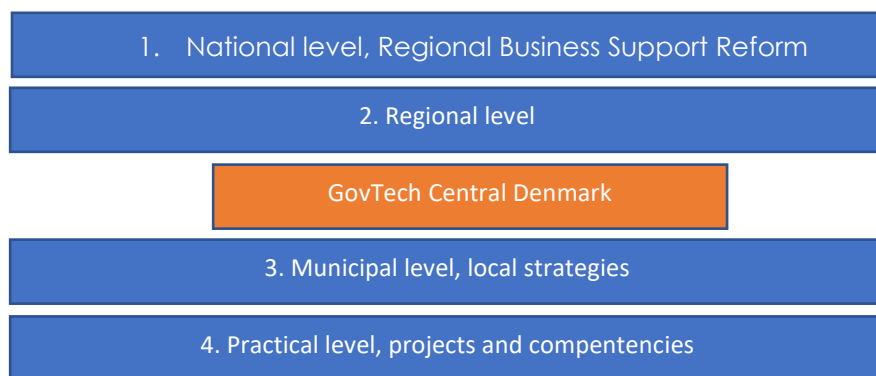 1. National level, Regional Business Support Reform
2. Regional level
GovTech Central Denmark
3. Municipal level, local strategies
4. Practical level, projects and compentencies